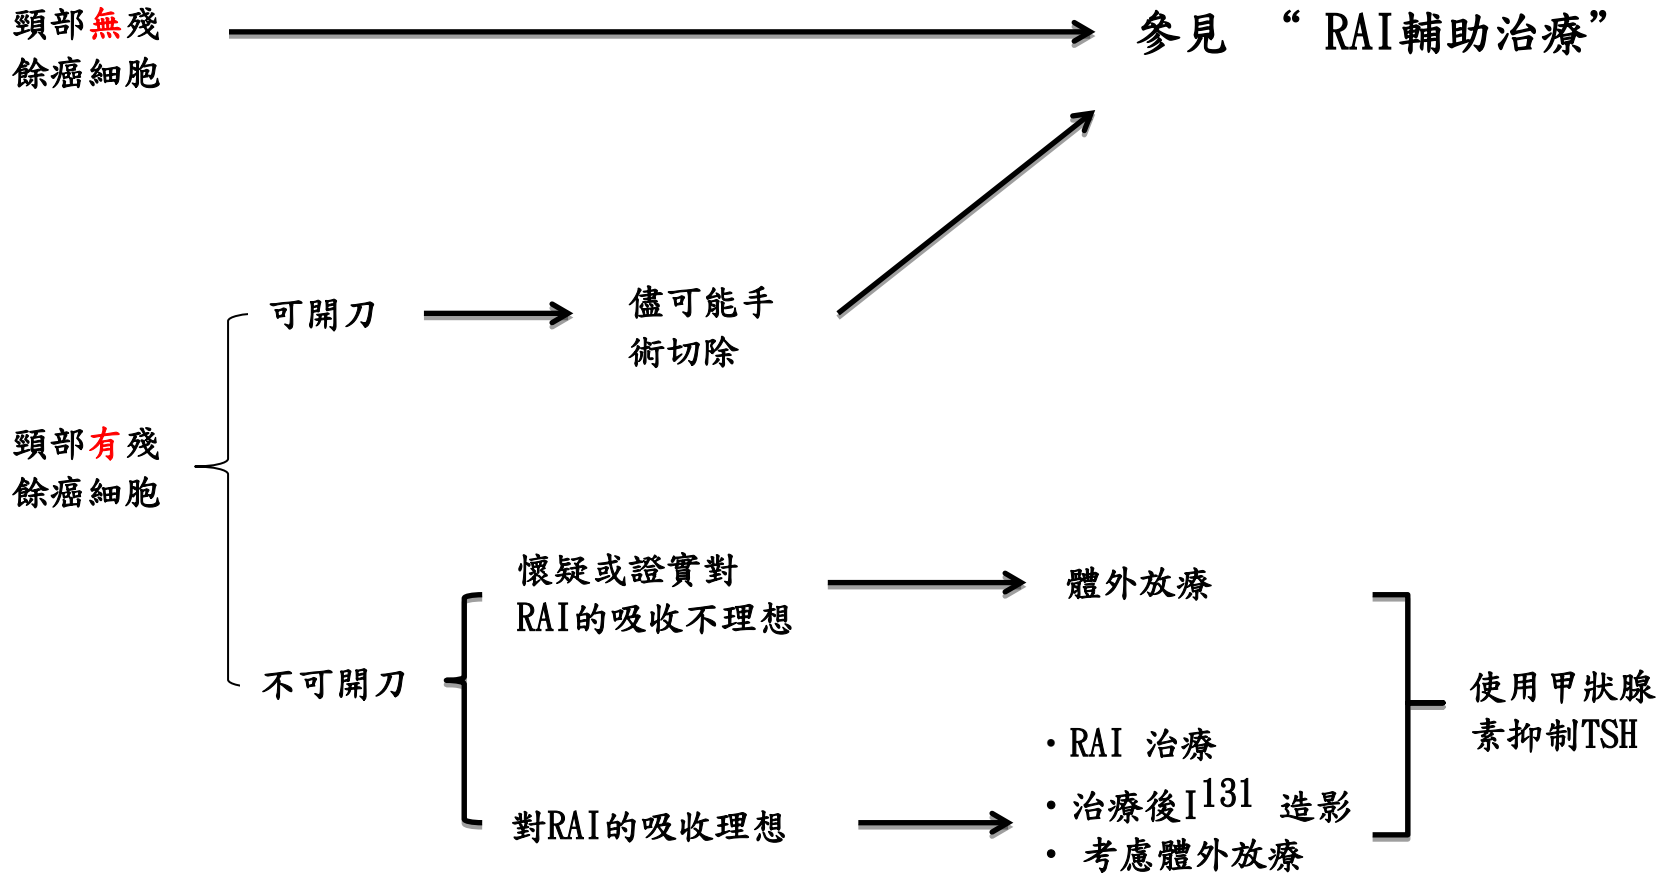 頸部無殘
餘癌細胞
參見 “ RAI輔助治療”
可開刀
儘可能手
術切除
頸部有殘
餘癌細胞
懷疑或證實對
RAI的吸收不理想
體外放療
不可開刀
對RAI的吸收理想
・RAI 治療
・治療後I131 造影
・ 考慮體外放療
使用甲狀腺
素抑制TSH